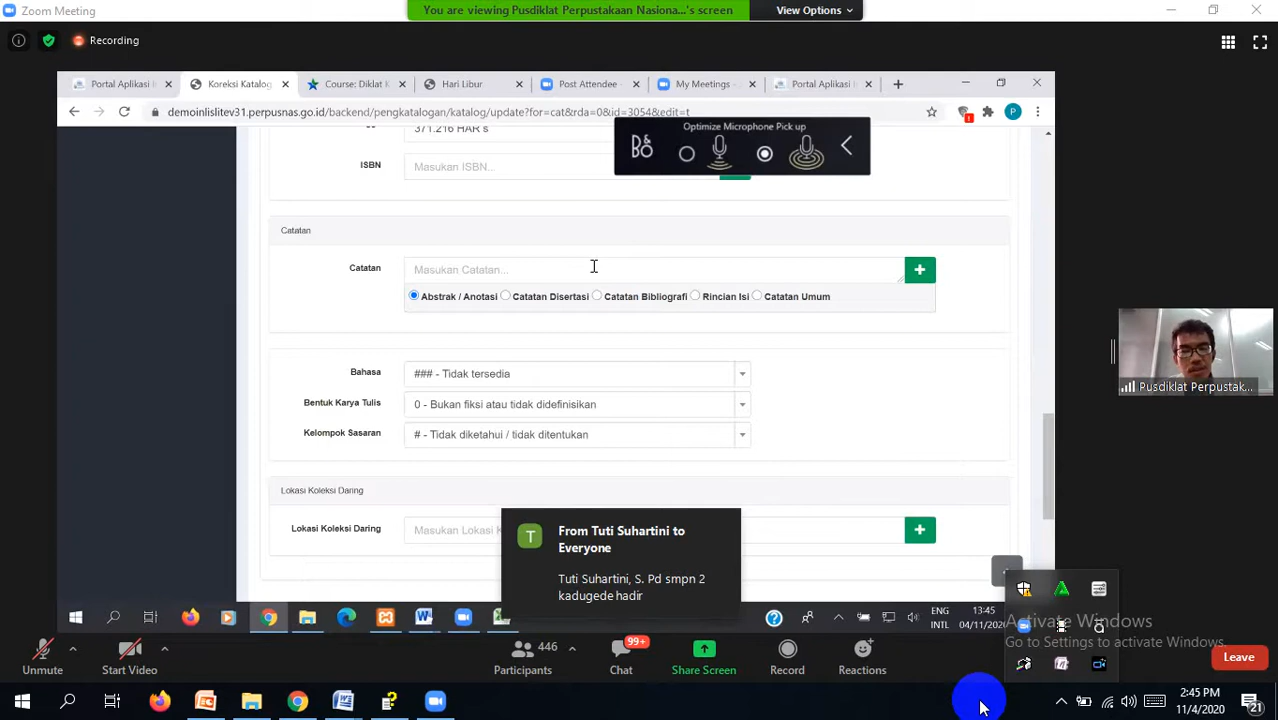 Zoom Meeting
You are viewing Pusdiklat Perpustakaan Nasiona...'s screen
View Options
Recording
Portal Aplikasi In
Koreksi Katalog
Course: Diklat K
Hari Libur
Post Attendee -
My Meetings -
Portal Aplikasi In
demoinlislitev31.perpusnas.go.id/backend/pengkatalogan/katalog/update?for=cat&rda=0&id=3054&edit=t
P
371.216 HAR s
Optimize Microphone Pick up
B&O
ISBN
Masukan ISBN...
Catatan
Catatan
Masukan Catatan...
Abstrak / Anotasi
Catatan Disertasi
Catatan Bibliografi
Rincian Isi
Catatan Umum
Bahasa
### - Tidak tersedia
Bentuk Karya Tulis
0 - Bukan fiksi atau tidak didefinisikan
Kelompok Sasaran
# - Tidak diketahui / tidak ditentukan
Pusdiklat Perpustak...
Lokasi Koleksi Daring
Lokasi Koleksi Daring
Masukan Lokasi K
T
From Tuti Suhartini to
Everyone
Tuti Suhartini, S. Pd smpn 2
kadugede hadir
ENG
INTL
13:45
04/11/2020
Activate Windows
Go to Settings to activate Windows.
Unmute
Start Video
446
Participants
99+
Chat
Share Screen
Record
Reactions
Leave
2:45 PM
11/4/2020
21